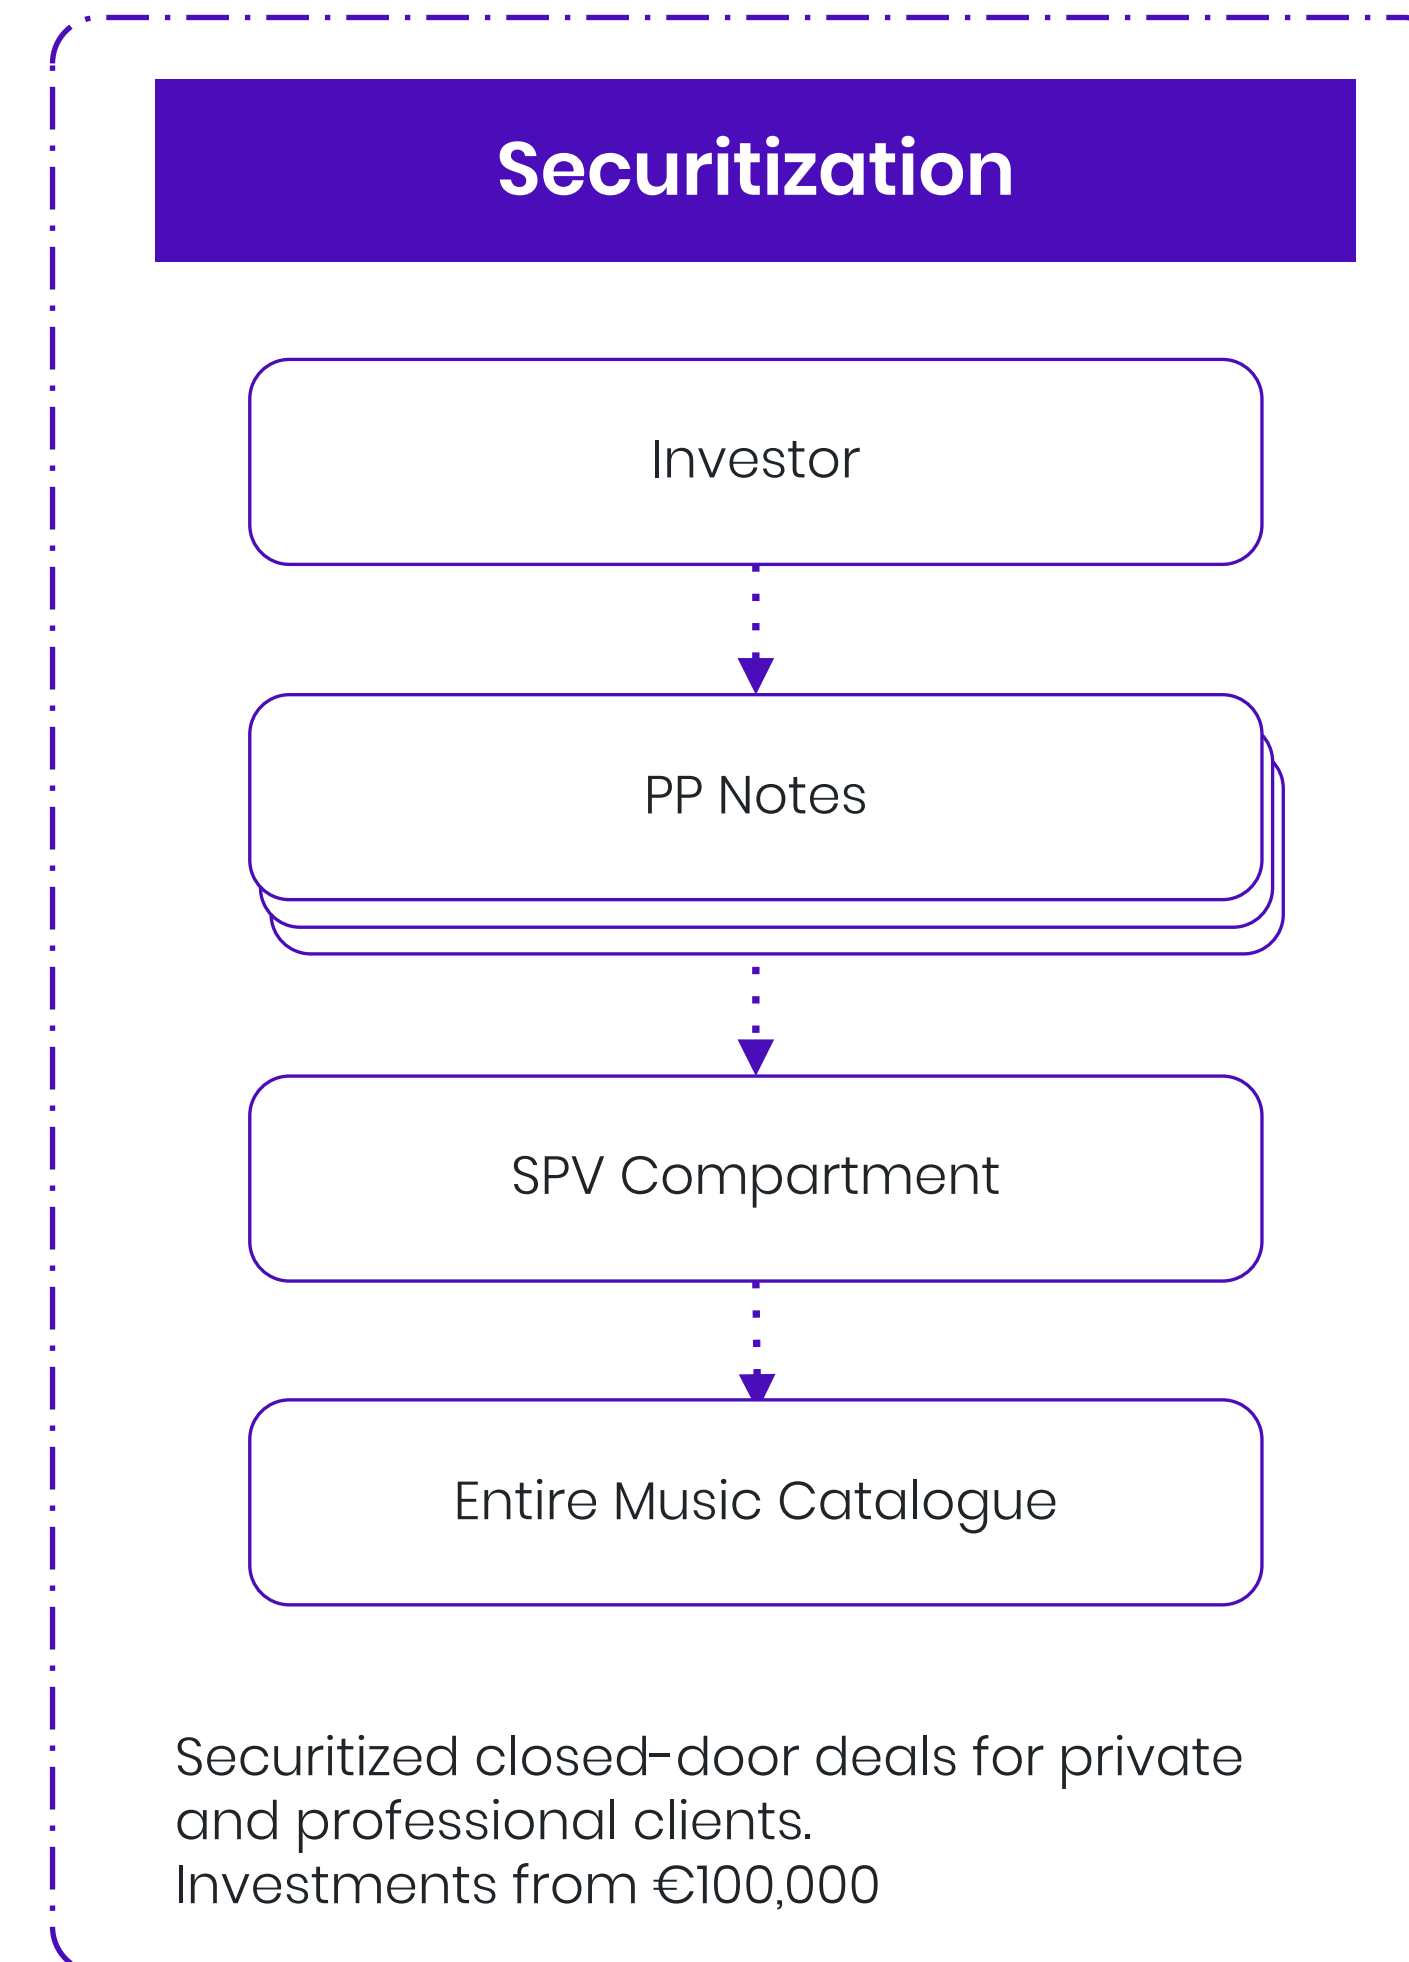 Securitization
Investor
PP Notes
SPV Compartment
Entire Music Catalogue
Securitized closed-door deals for private
and professional clients.
Investments from €100,000